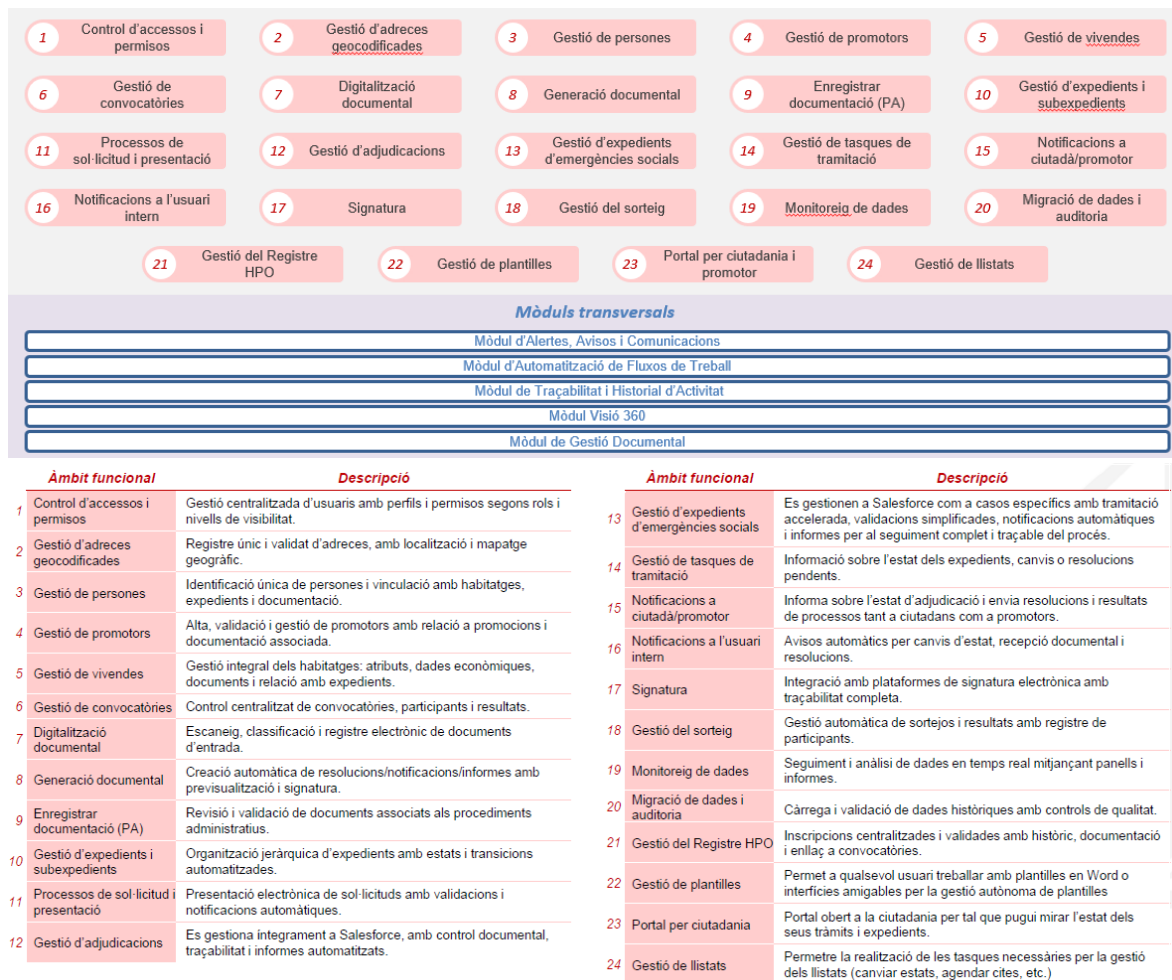 1 Control d'accessos i
permisos
2 Gestió d'adreces
geocodificades
3 Gestió de persones
4 Gestió de promotors
5 Gestió de vivendes
6 Gestió de
convocatòries
7 Digitalització
documental
8 Generació documental
9 Enregistrar
documentació (PA)
10 Gestió d'expedients i
subexpedients
11 Processos de
sol·licitud i presentació
12 Gestió d'adjudicacions
13 Gestió d'expedients
d'emergències socials
14 Gestió de tasques de
tramitació
15 Notificacions a
ciutadà/promotor
16 Notificacions a l'usuari
intern
17 Signatura
18 Gestió del sorteig
19 Monitoreig de dades
20 Migració de dades i
auditoria
21 Gestió del Registre
HPO
22 Gestió de plantilles
23 Portal per ciutadania i
promotor
24 Gestió de llistats
Mòduls transversals
Mòdul d'Alertes, Avisos i Comunicacions
Mòdul d'Automatització de Fluxos de Treball
Mòdul de Traçabilitat i Historial d'Activitat
Mòdul Visió 360
Mòdul de Gestió Documental
Àmbit funcional Descripció
1 Control d'accessos i
permisos
Gestió centralitzada d'usuaris amb perfils i permisos segons rols i
nivells de visibilitat.
2 Gestió d'adreces
geocodificades
Registre únic i validat d'adreces, amb localització i mapatge
geogràfic.
3 Gestió de persones
Identificació única de persones i vinculació amb habitatges,
expedients i documentació.
4 Gestió de promotors
Alta, validació i gestió de promotors amb relació a promocions i
documentació associada.
5 Gestió de vivendes
Gestió integral dels habitatges: atributs, dades econòmiques,
documents i relació amb expedients.
6 Gestió de convocatòries Control centralitzat de convocatòries, participants i resultats.
7 Digitalització
documental
Escaneig, classificació i registre electrònic de documents
d'entrada.
8 Generació documental
Creació automàtica de resolucions/notificacions/informes amb
previsualització i signatura.
9 Enregistrar
documentació (PA)
Revisió i validació de documents associats als procediments
administratius.
10 Gestió d'expedients i
subexpedients
Organització jeràrquica d'expedients amb estats i transicions
automatitzades.
11 Processos de sol·licitud i
presentació
Presentació electrònica de sol·licituds amb validacions i
notificacions automàtiques.
12 Gestió d'adjudicacions
Es gestiona íntegrament a Salesforce, amb control documental,
traçabilitat i informes automatitzats.
Àmbit funcional Descripció
13 Gestió d'expedients
d'emergències socials
Es gestionen a Salesforce com a casos específics amb tramitació
accelerada, validacions simplificades, notificacions automàtiques
i informes per al seguiment complet i traçable del procés.
14 Gestió de tasques de
tramitació
Informació sobre l'estat dels expedients, canvis o resolucions
pendents.
15 Notificacions a
ciutadà/promotor
Informa sobre l'estat d'adjudicació i envia resolucions i resultats
de processos tant a ciutadans com a promotors.
16 Notificacions a l'usuari
intern
Avisos automàtics per canvis d'estat, recepció documental i
resolucions.
17 Signatura
Integració amb plataformes de signatura electrònica amb
traçabilitat completa.
18 Gestió del sorteig
Gestió automàtica de sortejos i resultats amb registre de
participants.
19 Monitoreig de dades
Seguiment i anàlisi de dades en temps real mitjançant panells i
informes.
20 Migració de dades i
auditoria
Càrrega i validació de dades històriques amb controls de qualitat.
21 Gestió del Registre HPO
Inscripcions centralitzades i validades amb històric, documentació
i enllaç a convocatòries.
22 Gestió de plantilles
Permet a qualsevol usuari treballar amb plantilles en Word o
interfícies amigables per la gestió autònoma de plantilles
23 Portal per ciutadania
Portal obert a la ciutadania per tal que pugui mirar l'estat dels
seus tràmits i expedients.
24 Gestió de llistats
Permetre la realització de les tasques necessàries per la gestió
dels llistats (canviar estats, agendar cites, etc.)